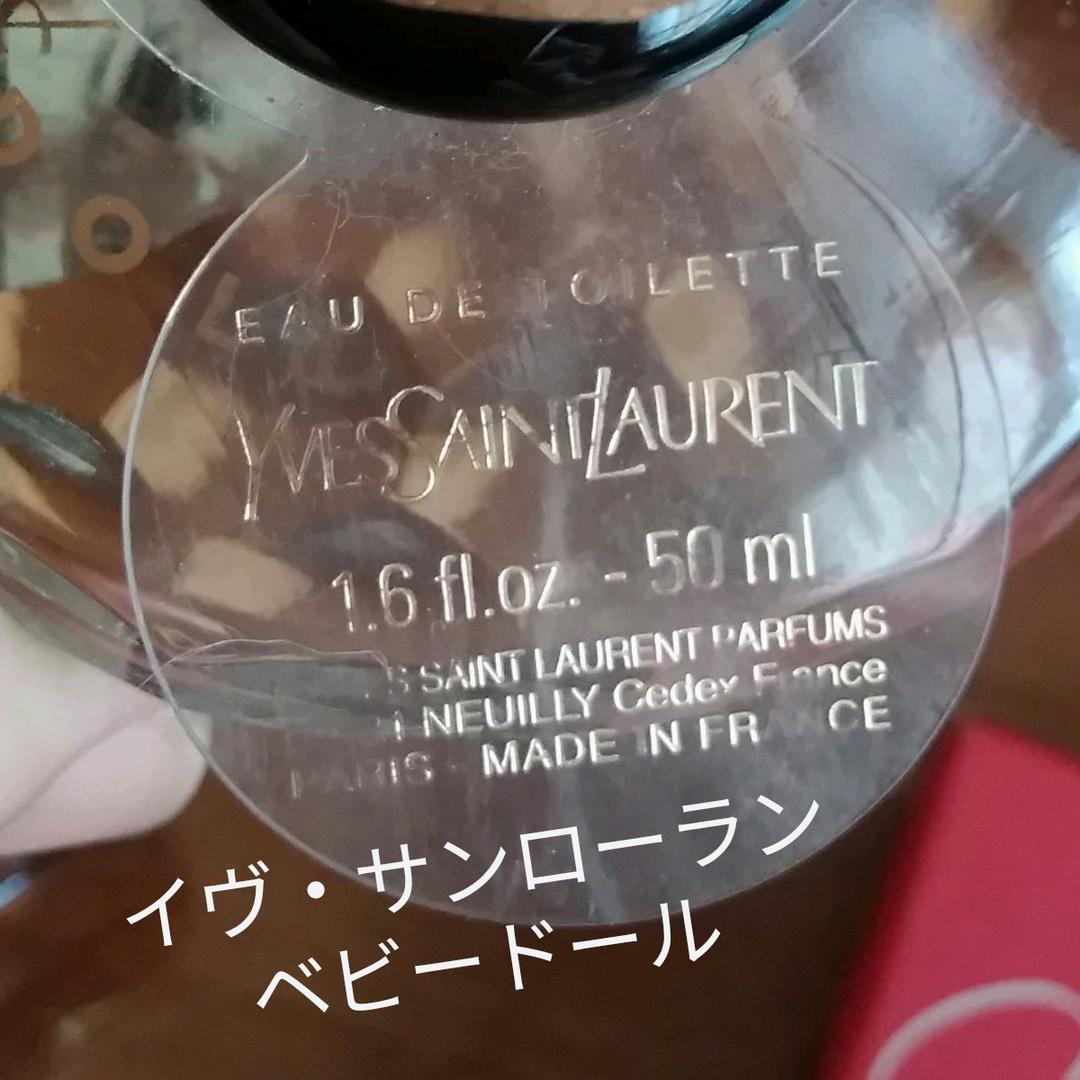 EAU DE TOILETTE
YVESSAINTLAURENT
1.6 fl.oz. - 50 ml
SAINT LAURENT PARFUMS
NEUILLY Cedex France
PARIS - MADE IN FRANCE
イヴ・サンローラン
ベビードール